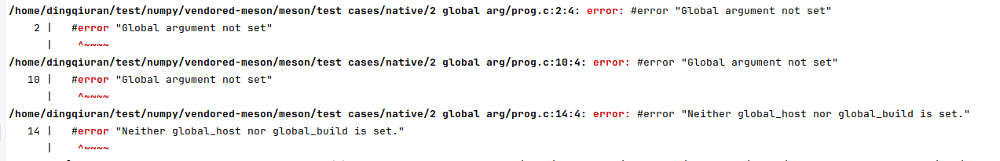 /home/dingqiuran/test/numpy/vendored-meson/meson/test cases/native/2 global arg/prog.c:2:4: error: #error "Global argument not set"
2 |   #error "Global argument not set"
|    ^~~~~
/home/dingqiuran/test/numpy/vendored-meson/meson/test cases/native/2 global arg/prog.c:10:4: error: #error "Global argument not set"
10 |   #error "Global argument not set"
|    ^~~~~
/home/dingqiuran/test/numpy/vendored-meson/meson/test cases/native/2 global arg/prog.c:14:4: error: #error "Neither global_host nor global_build is set."
14 |   #error "Neither global_host nor global_build is set."
|    ^~~~~